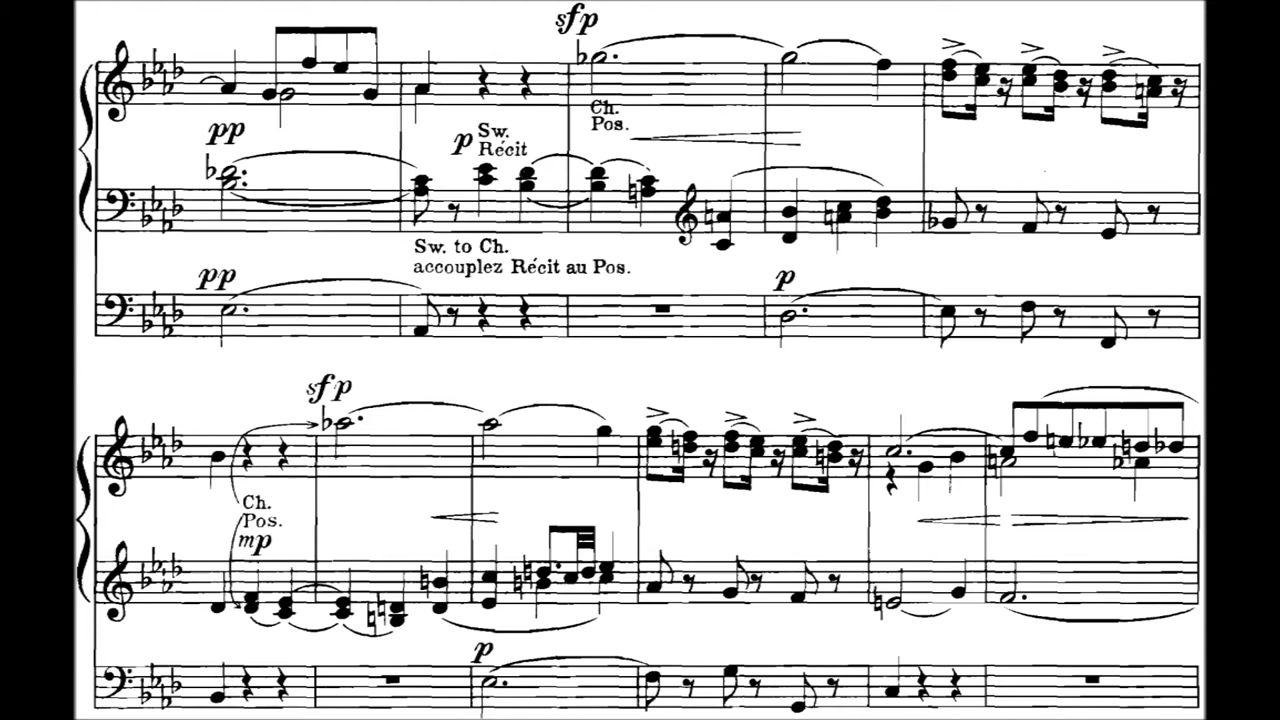 sfp
Ch.
Pos.
pp
p Sw.
Récit
Sw. to Ch.
accouplez Récit au Pos.
pp
p
sfp
Ch.
Pos.
mp
p